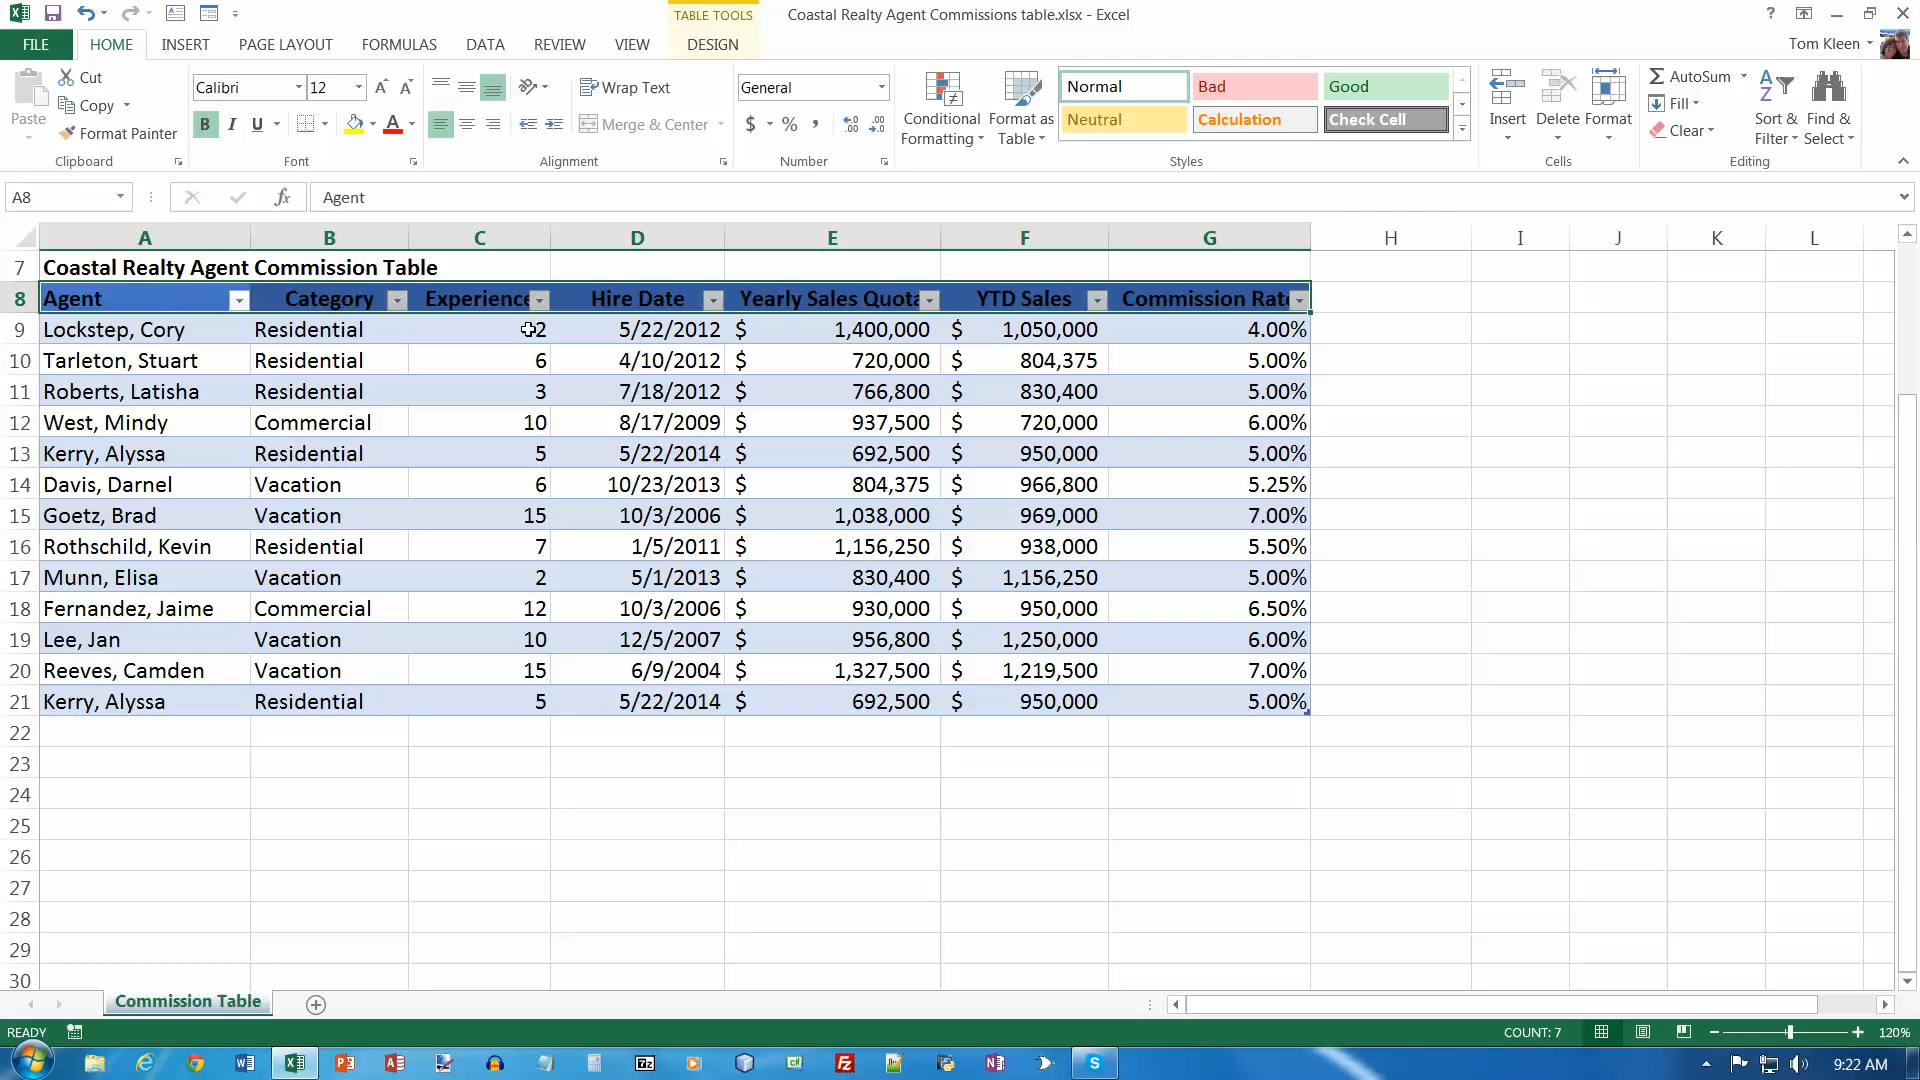 TABLE TOOLS Coastal Realty Agent Commissions table.xlsx - Excel ?
FILE HOME INSERT PAGE LAYOUT FORMULAS DATA REVIEW VIEW DESIGN Tom Kleen
Paste Cut Copy Format Painter Clipboard
Calibri 12 A A B I U A Font
Wrap Text Merge & Center Alignment
General $ % , .00 .0 Number
Conditional Formatting Format as Table
Normal Bad Good
Neutral Calculation Check Cell
Styles
Insert Delete Format Cells
AutoSum Fill Clear Sort & Filter Find & Select Editing
A8 fx Agent
A B C D E F G H I J K L
7 Coastal Realty Agent Commission Table
8 Agent Category Experience Hire Date Yearly Sales Quota YTD Sales Commission Rate
9 Lockstep, Cory Residential 2 5/22/2012 $ 1,400,000 $ 1,050,000 4.00%
10 Tarleton, Stuart Residential 6 4/10/2012 $ 720,000 $ 804,375 5.00%
11 Roberts, Latisha Residential 3 7/18/2012 $ 766,800 $ 830,400 5.00%
12 West, Mindy Commercial 10 8/17/2009 $ 937,500 $ 720,000 6.00%
13 Kerry, Alyssa Residential 5 5/22/2014 $ 692,500 $ 950,000 5.00%
14 Davis, Darnel Vacation 6 10/23/2013 $ 804,375 $ 966,800 5.25%
15 Goetz, Brad Vacation 15 10/3/2006 $ 1,038,000 $ 969,000 7.00%
16 Rothschild, Kevin Residential 7 1/5/2011 $ 1,156,250 $ 938,000 5.50%
17 Munn, Elisa Vacation 2 5/1/2013 $ 830,400 $ 1,156,250 5.00%
18 Fernandez, Jaime Commercial 12 10/3/2006 $ 930,000 $ 950,000 6.50%
19 Lee, Jan Vacation 10 12/5/2007 $ 956,800 $ 1,250,000 6.00%
20 Reeves, Camden Vacation 15 6/9/2004 $ 1,327,500 $ 1,219,500 7.00%
21 Kerry, Alyssa Residential 5 5/22/2014 $ 692,500 $ 950,000 5.00%
22
23
24
25
26
27
28
29
30
Commission Table
READY COUNT: 7 120%
9:22 AM